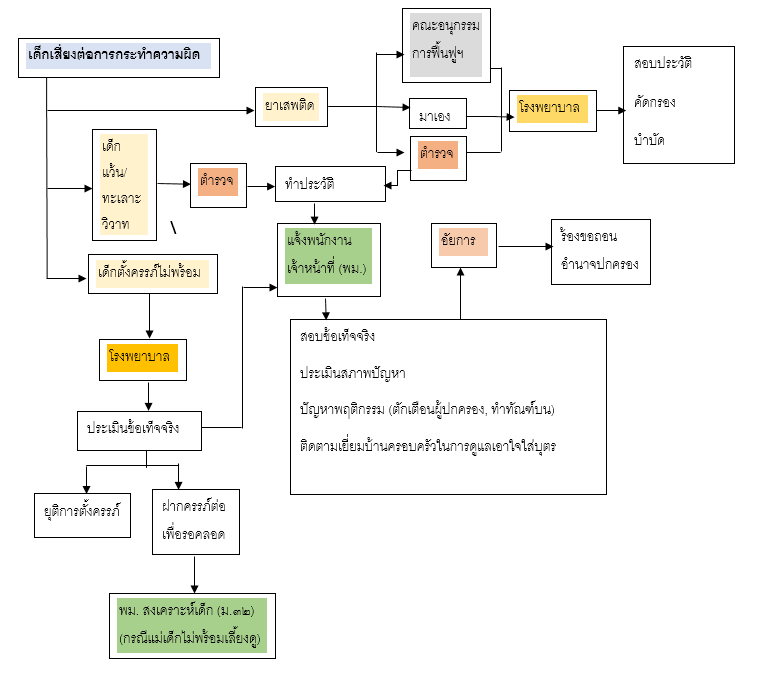 เด็กเสี่ยงต่อการกระทำความผิด
คณะอนุกรรม
การฟื้นฟูฯ
ยาเสพติด
มาเอง
ตำรวจ
โรงพยาบาล
สอบประวัติ
คัดกรอง
บำบัด
เด็ก
แว้น/
ทะเลาะ
วิวาท
ตำรวจ
ทำประวัติ
\
แจ้งพนักงาน
เจ้าหน้าที่ (พม.)
อัยการ
ร้องขอถอน
อำนาจปกครอง
เด็กตั้งครรภ์ไม่พร้อม
โรงพยาบาล
ประเมินข้อเท็จจริง
สอบข้อเท็จจริง
ประเมินสภาพปัญหา
ปัญหาพฤติกรรม (ตักเตือนผู้ปกครอง, ทำทัณฑ์บน)
ติดตามเยี่ยมบ้านครอบครัวในการดูแลเอาใจใส่บุตร
ยุติการตั้งครรภ์
ฝากครรภ์ต่อ
เพื่อรอคลอด
พม. สงเคราะห์เด็ก (ม.๓๒)
(กรณีแม่เด็กไม่พร้อมเลี้ยงดู)